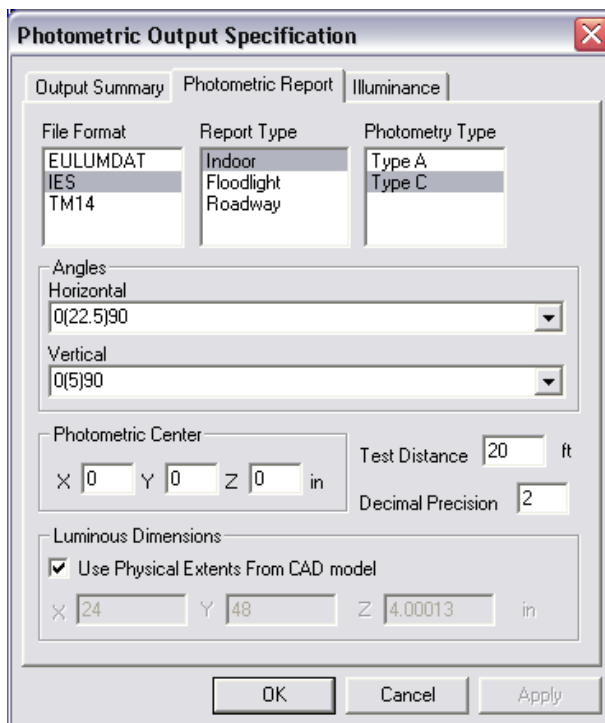 Photometric Output Specification
Output Summary Photometric Report Illuminance
File Format Report Type Photometry Type
EULUMDAT Indoor Type A
IES Floodlight Type C
TM14 Roadway
Angles
Horizontal
0(22.5)90
Vertical
0(5)90
Photometric Center
X 0 Y 0 Z 0 in
Test Distance 20 ft
Decimal Precision 2
Luminous Dimensions
Use Physical Extents From CAD model
X 24 Y 48 Z 4.00013 in
OK Cancel Apply